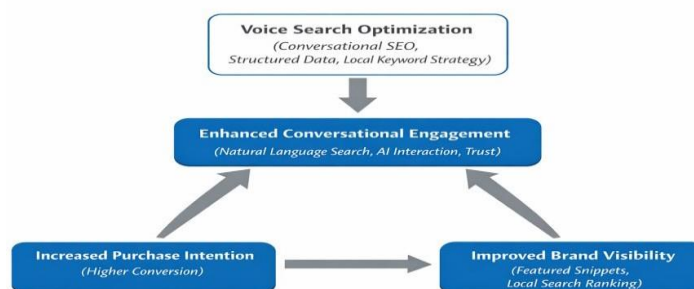 Voice Search Optimization
(Conversational SEO,
Structured Data, Local Keyword Strategy)
Enhanced Conversational Engagement
(Natural Language Search, AI Interaction, Trust)
Increased Purchase Intention
(Higher Conversion)
Improved Brand Visibility
(Featured Snippets,
Local Search Ranking)